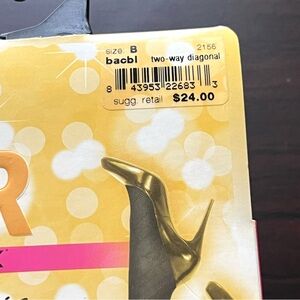 size: B 2156
bacbl two-way diagonal
8 43953 22683 3
sugg. retail $24.00
R